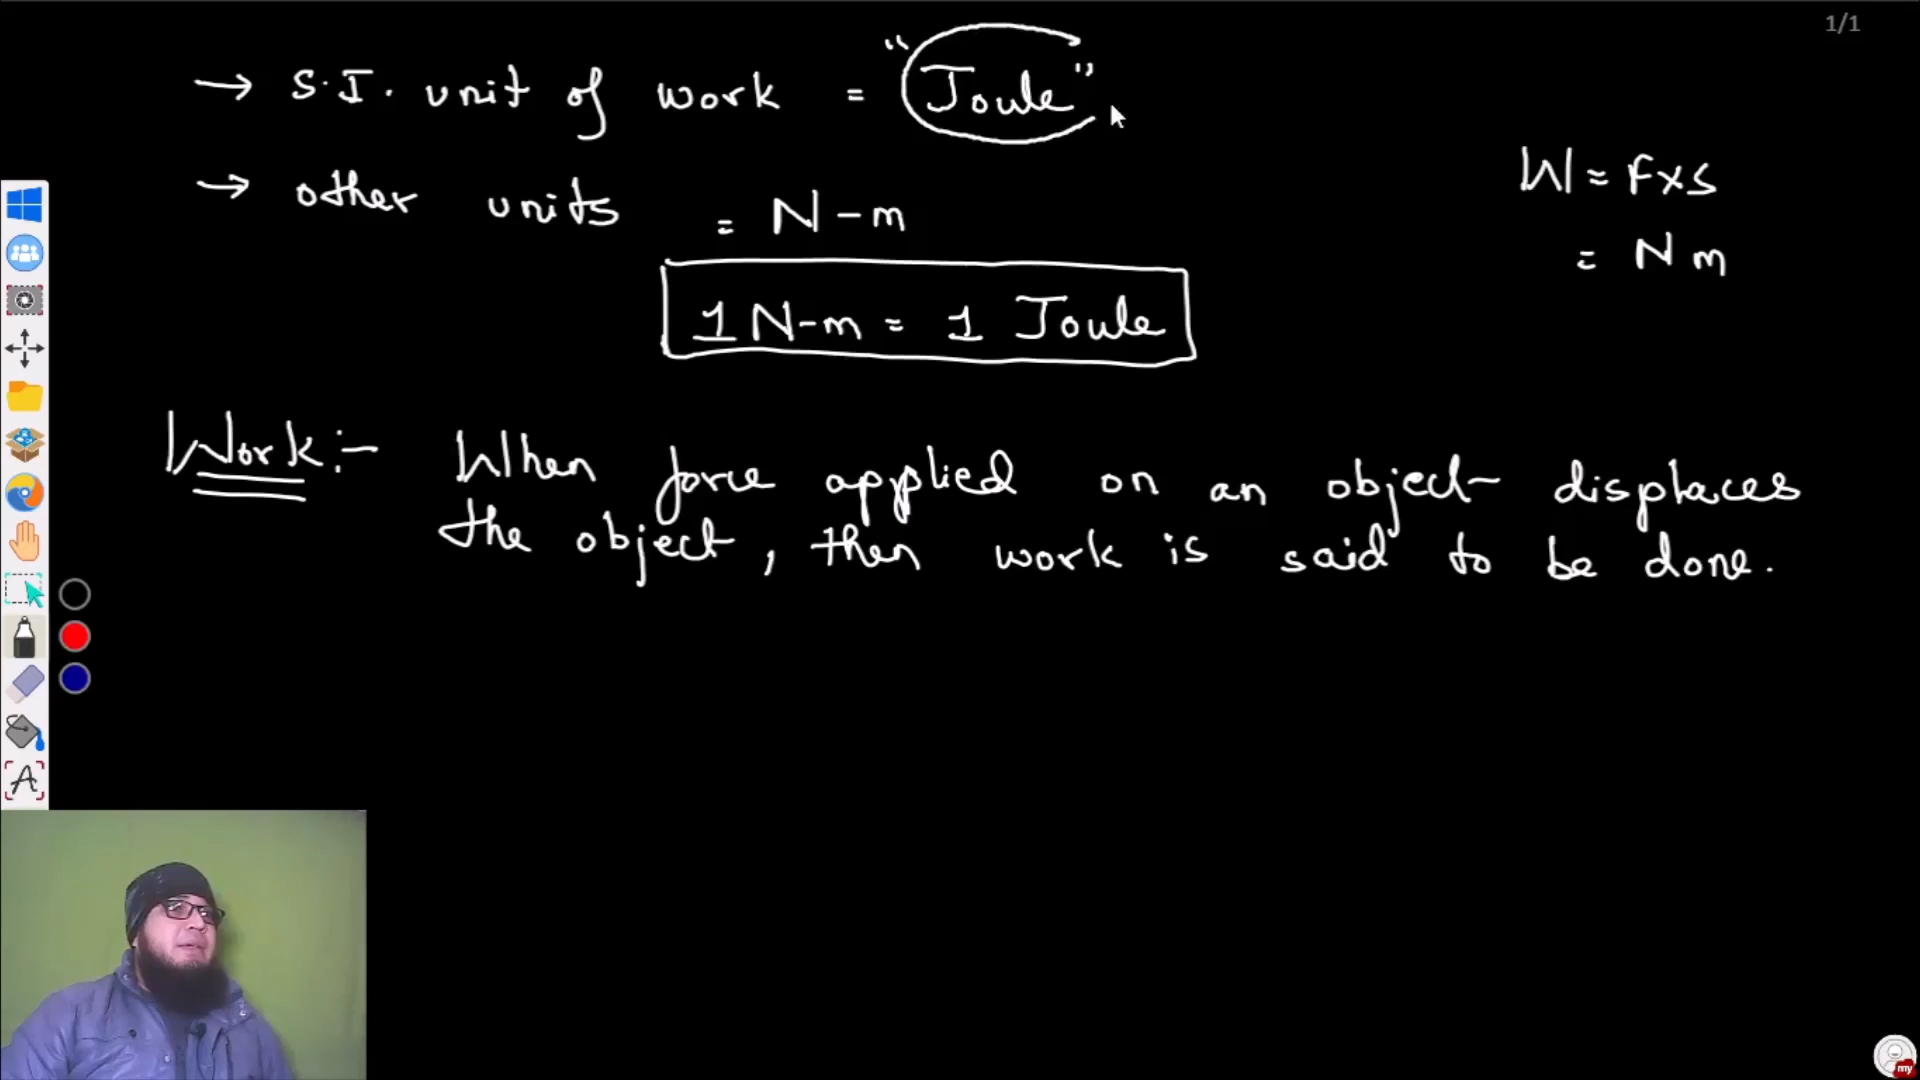 1/1
→ S.I. unit of work = "Joule"
→ other units = N-m
W = F×S
= N m
1 N-m = 1 Joule
Work:- When force applied on an object displaces
the object, then work is said to be done.
A
my